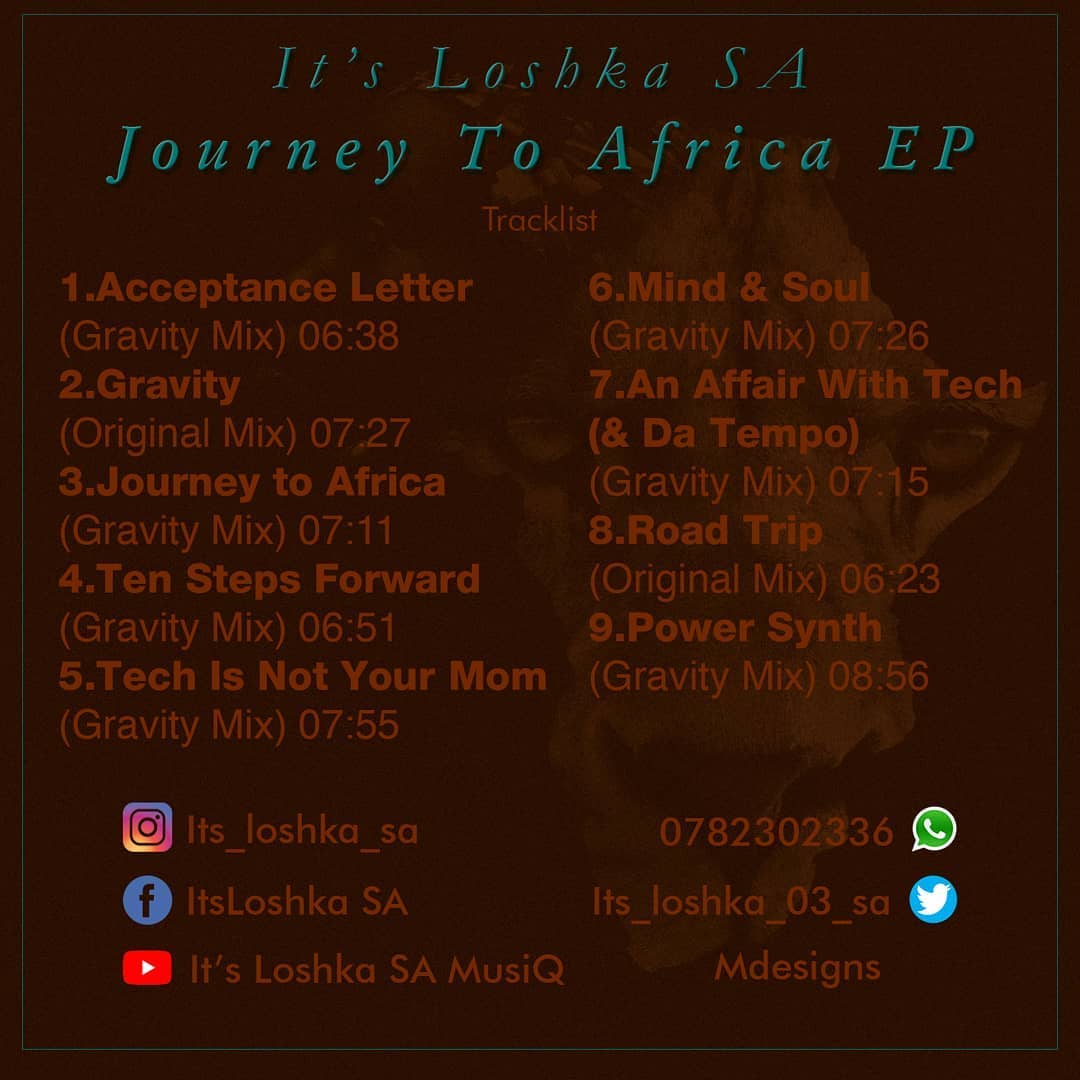 It's Loshka SA
Journey To Africa EP
Tracklist
1.Acceptance Letter
(Gravity Mix) 06:38
2.Gravity
(Original Mix) 07:27
3.Journey to Africa
(Gravity Mix) 07:11
4.Ten Steps Forward
(Gravity Mix) 06:51
5.Tech Is Not Your Mom
(Gravity Mix) 07:55
6.Mind & Soul
(Gravity Mix) 07:26
7.An Affair With Tech
(& Da Tempo)
(Gravity Mix) 07:15
8.Road Trip
(Original Mix) 06:23
9.Power Synth
(Gravity Mix) 08:56
Its_loshka_sa
ItsLoshka SA
It's Loshka SA MusiQ
0782302336
Its_loshka_03_sa
Mdesigns